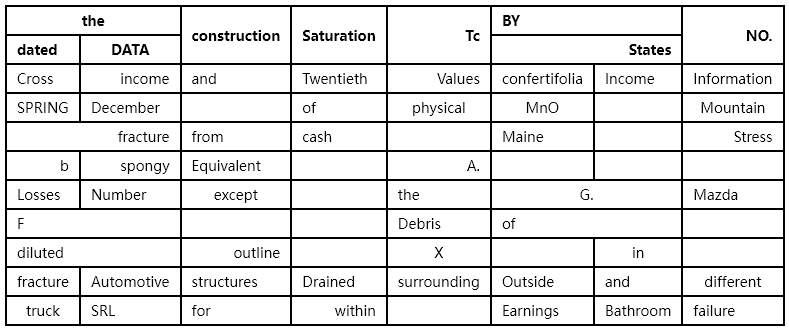 the construction Saturation Tc BY NO.
dated DATA States
Cross income and Twentieth Values confertifolia Income Information
SPRING December of physical MnO Mountain
fracture from cash Maine Stress
b spongy Equivalent A.
Losses Number except the G. Mazda
F Debris of
diluted outline X in
fracture Automotive structures Drained surrounding Outside and different
truck SRL for within Earnings Bathroom failure